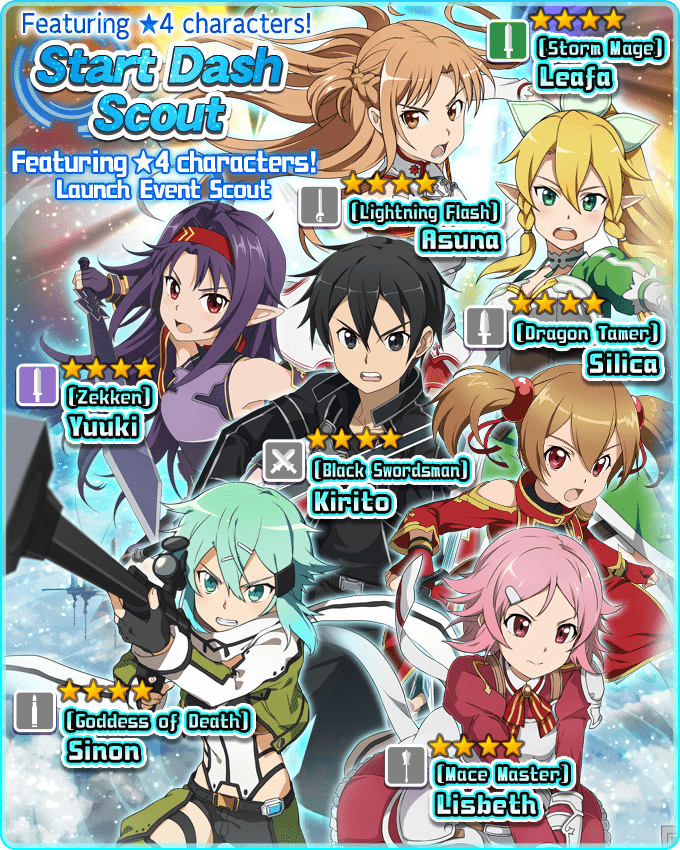 Featuring ★4 characters!
Start Dash
Scout
Featuring ★4 characters!
Launch Event Scout
★★★★
[Storm Mage]
Leafa
★★★★
[Lightning Flash]
Asuna
★★★★
[Dragon Tamer]
Silica
★★★★
[Zekken]
Yuuki
★★★★
[Black Swordsman]
Kirito
★★★★
[Goddess of Death]
Sinon
★★★★
[Mace Master]
Lisbeth